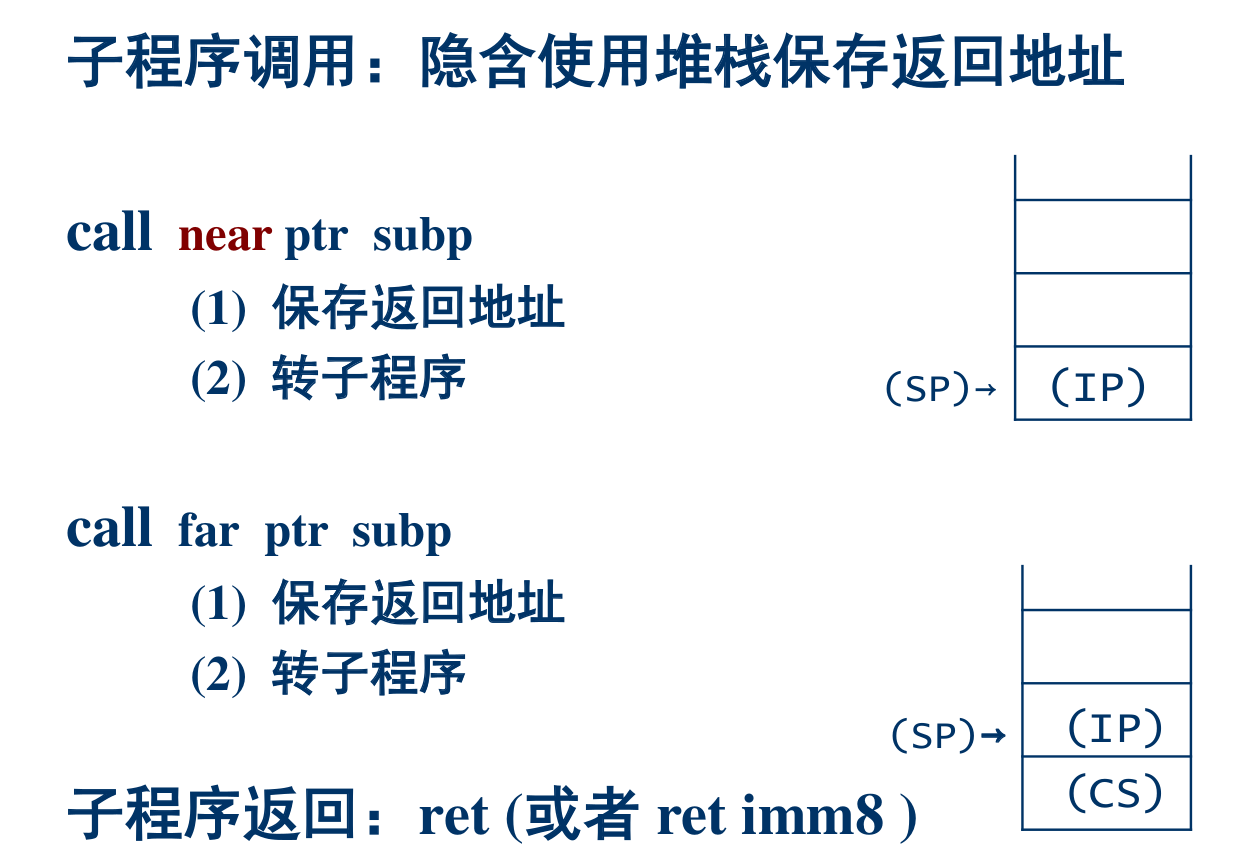 子程序调用：隐含使用堆栈保存返回地址
call near ptr subp
(1) 保存返回地址
(2) 转子程序
(SP)→ (IP)
call far ptr subp
(1) 保存返回地址
(2) 转子程序
(SP)→ (IP)
(CS)
子程序返回：ret (或者 ret imm8 )